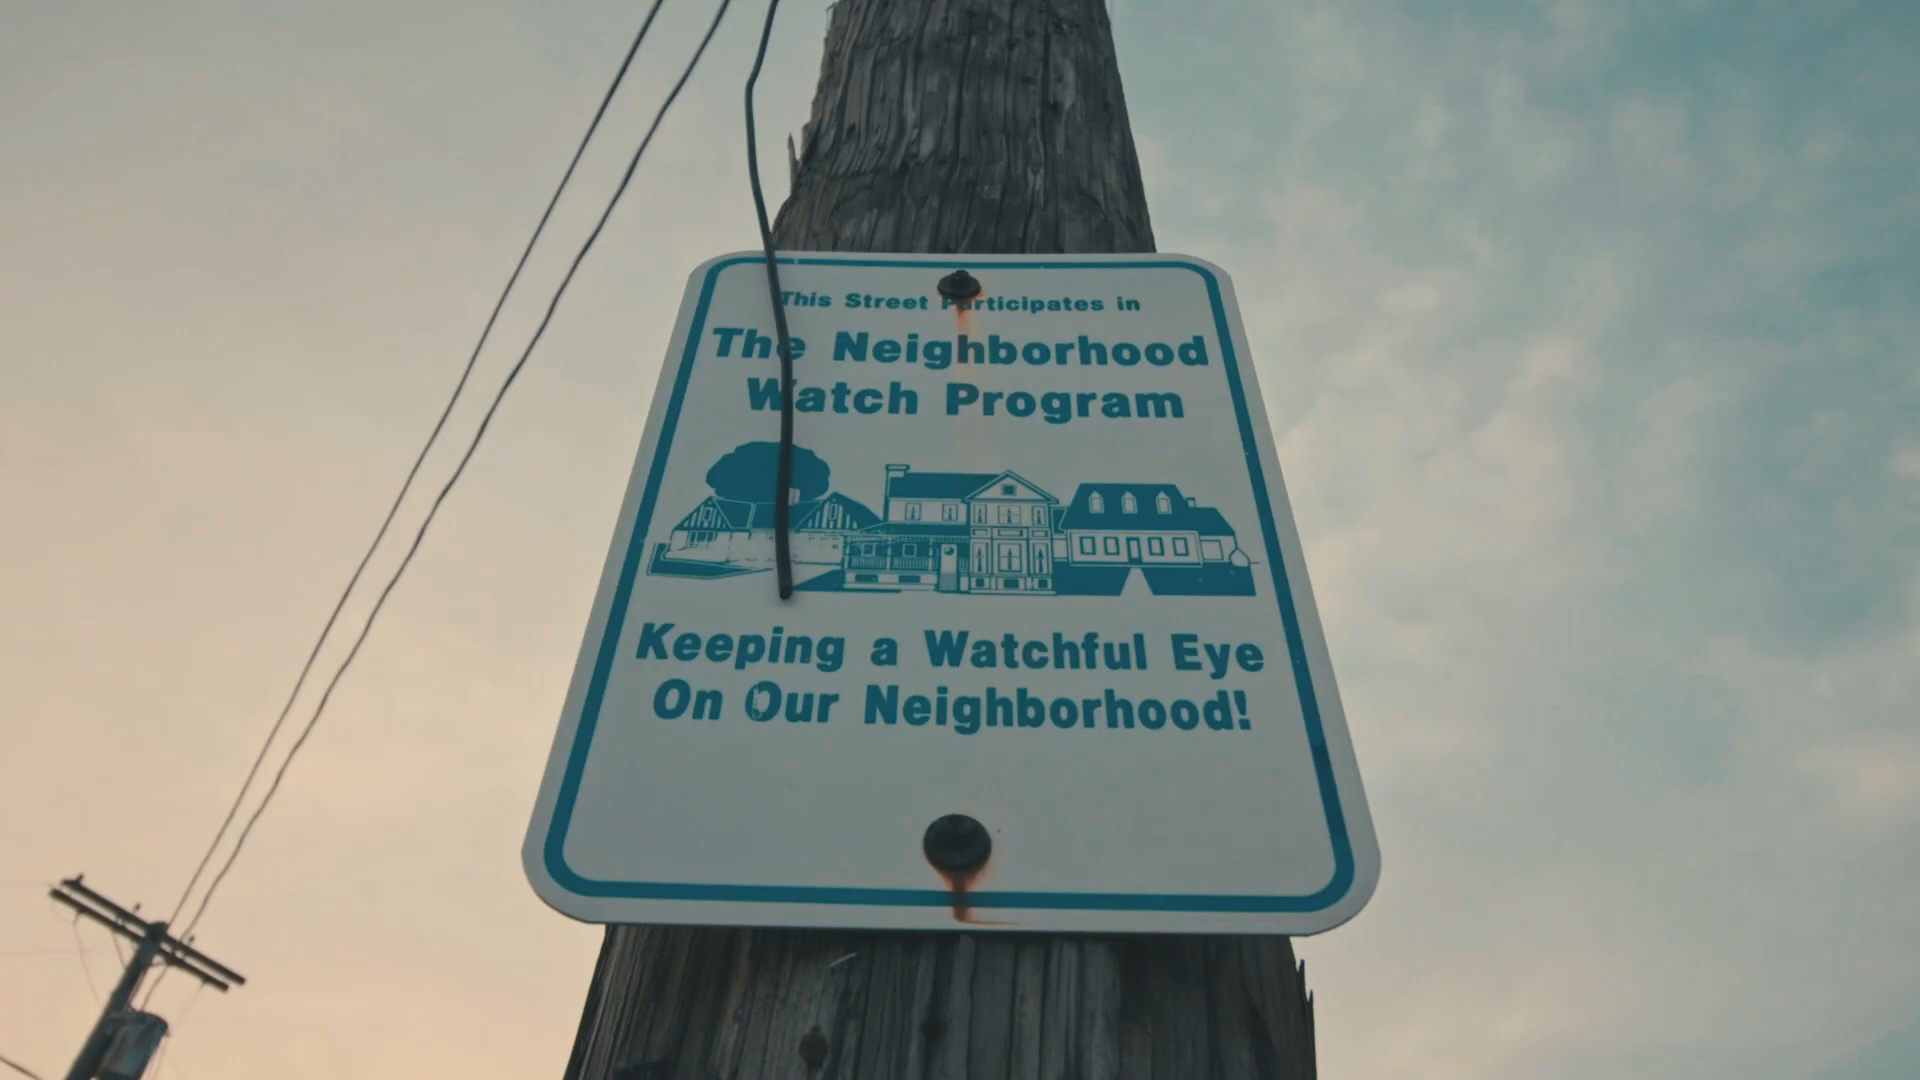 This Street Participates in
The Neighborhood
Watch Program
Keeping a Watchful Eye
On Our Neighborhood!